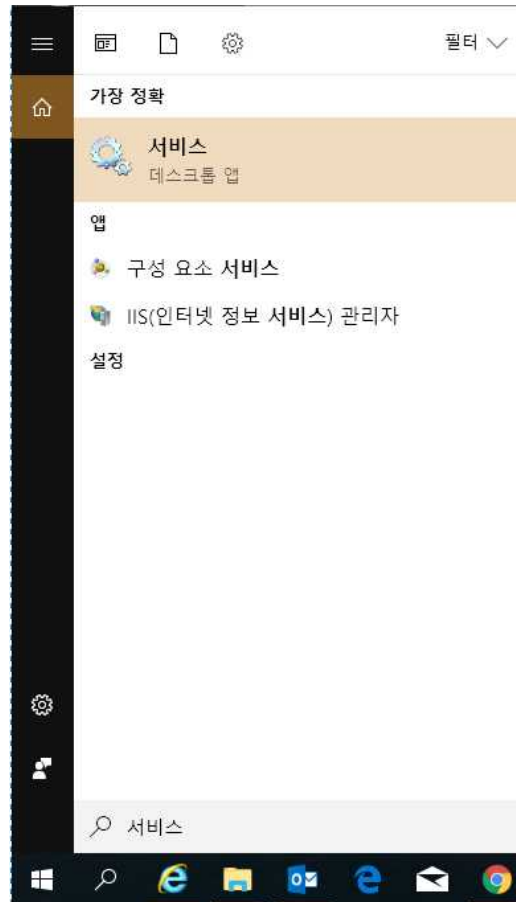 필터
가장 정확
서비스
데스크톱 앱
앱
구성 요소 서비스
IIS(인터넷 정보 서비스) 관리자
설정
서비스